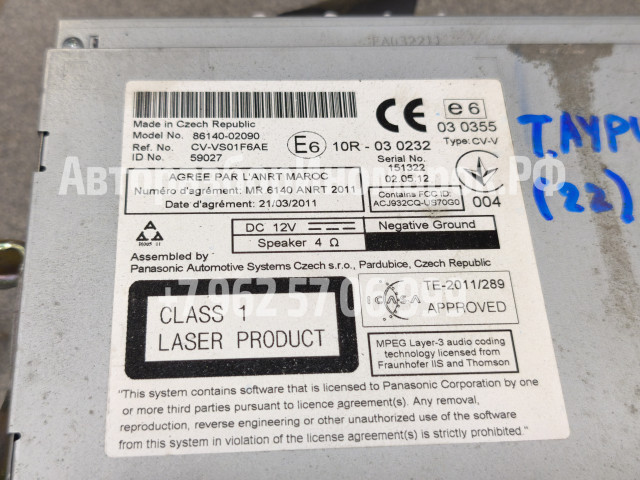 Made in Czech Republic
Model No. 86140-02090
Ref. No. CV-VS01F6AE
ID No. 59027
E6 10R - 03 0232
CE
e6
03 0355
Type: CV-V
Serial No.
151322
02.05.12
Contains FCC ID:
ACJ932CQ-US70G0
004
AGREE PAR L'ANRT MAROC
Numéro d'agrément: MR 6140 ANRT 2011
Date d'agrément: 21/03/2011
DC 12V
Speaker 4 Ω
Negative Ground
Assembled by
Panasonic Automotive Systems Czech s.r.o., Pardubice, Czech Republic
CLASS 1
LASER PRODUCT
ICASA
TE-2011/289
APPROVED
MPEG Layer-3 audio coding
technology licensed from
Fraunhofer IIS and Thomson
"This system contains software that is licensed to Panasonic Corporation by one
or more third parties pursuant to licence agreement(s). Any removal,
reproduction, reverse engineering or other unauthorized use of the software
from this system in violation of the license agreement(s) is strictly prohibited."
(22)